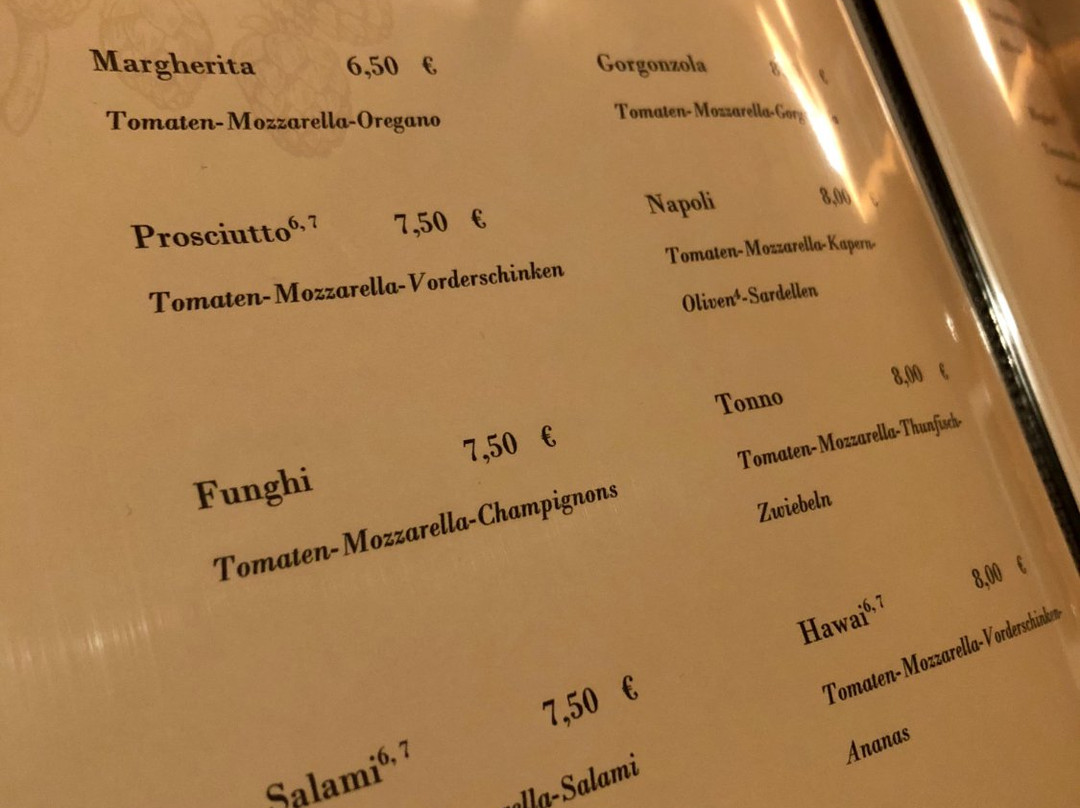 Margherita 6,50 €
Tomaten-Mozzarella-Oregano
Prosciutto6,7 7,50 €
Tomaten-Mozzarella-Vorderschinken
Funghi 7,50 €
Tomaten-Mozzarella-Champignons
Salami6,7 7,50 €
-Salami
Gorgonzola €
Tomaten-Mozzarella-
Napoli 8,00 €
Tomaten-Mozzarella-Kapern-
Oliven4-Sardellen
Tonno 8,00 €
Tomaten-Mozzarella-Thunfisch-
Zwiebeln
Hawai6,7 8,00 €
Tomaten-Mozzarella-Vorderschinken-
Ananas